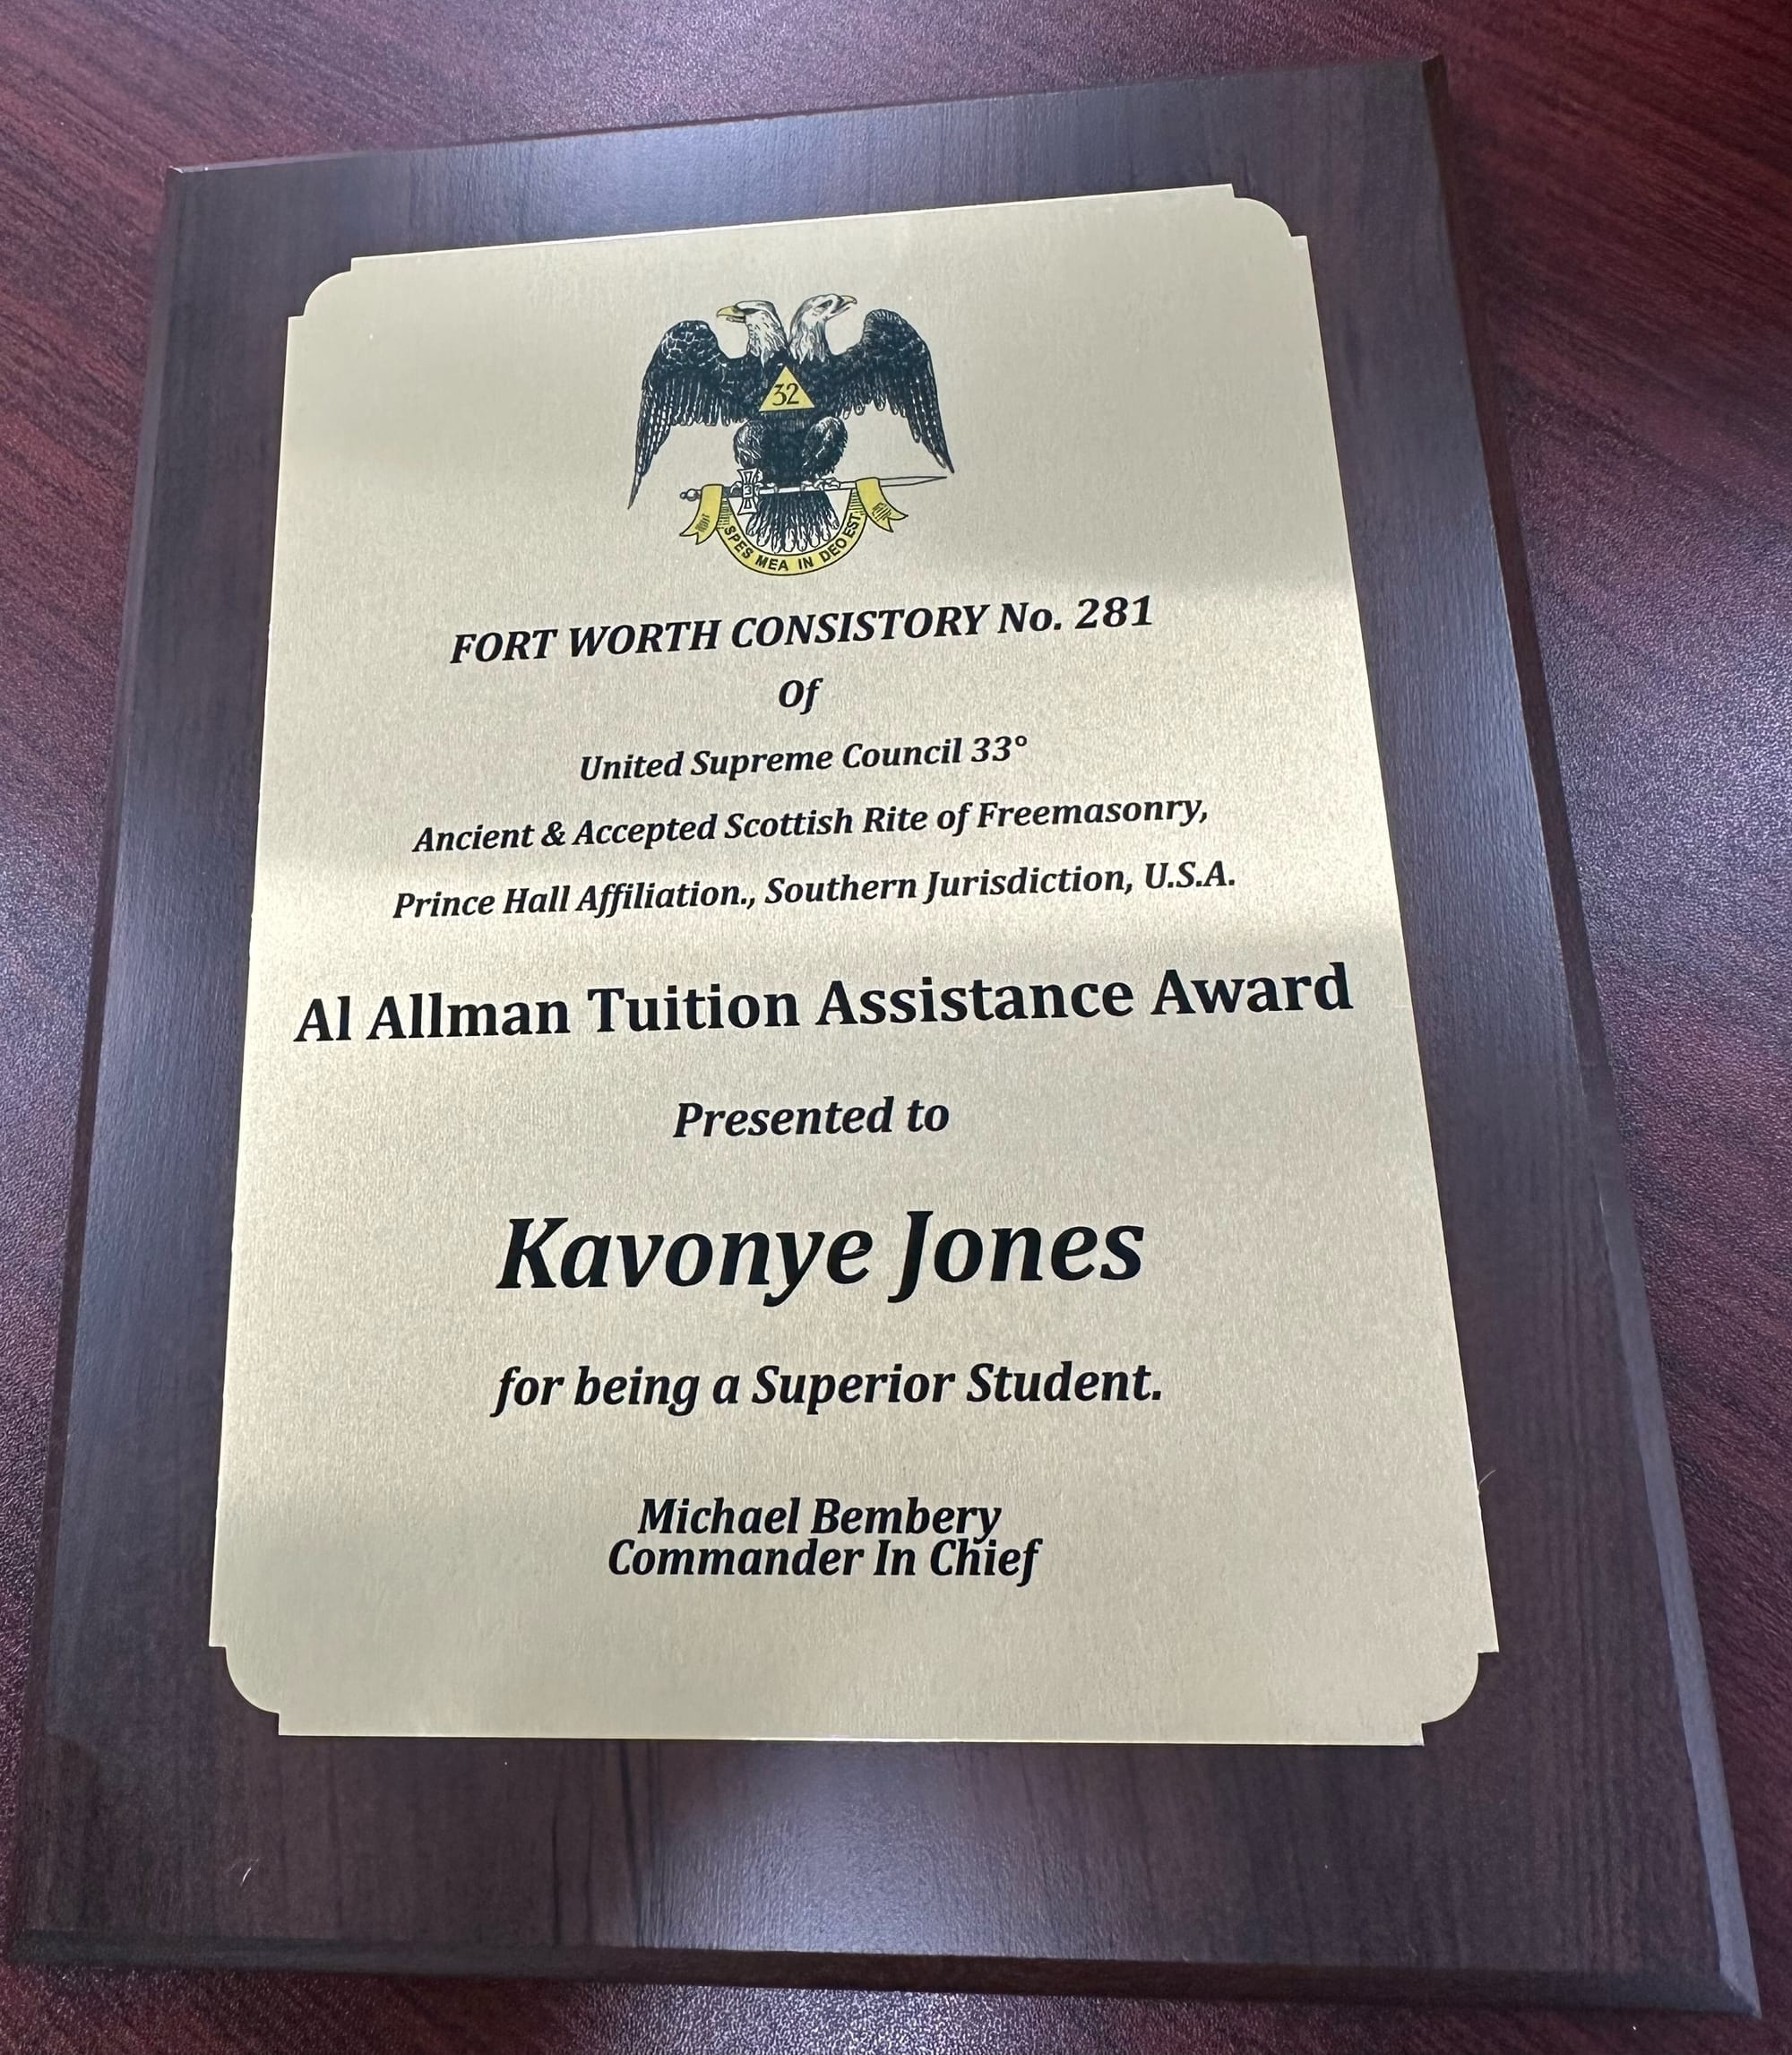 32
SPES MEA IN DEO EST
FORT WORTH CONSISTORY No. 281
Of
United Supreme Council 33°
Ancient & Accepted Scottish Rite of Freemasonry,
Prince Hall Affiliation., Southern Jurisdiction, U.S.A.
Al Allman Tuition Assistance Award
Presented to
Kavonye Jones
for being a Superior Student.
Michael Bembery
Commander In Chief